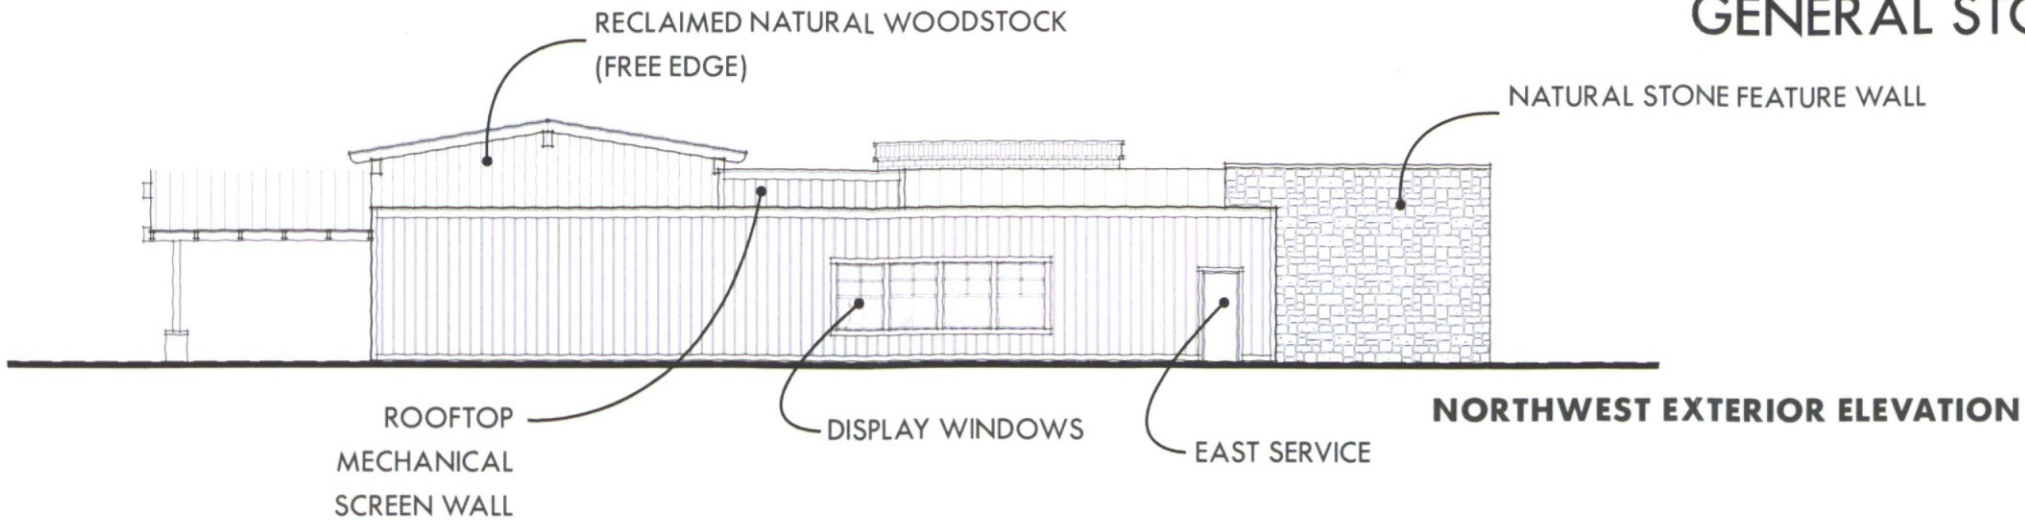 GENERAL
RECLAIMED NATURAL WOODSTOCK
(FREE EDGE)
NATURAL STONE FEATURE WALL
ROOFTOP
MECHANICAL
SCREEN WALL
DISPLAY WINDOWS
EAST SERVICE
NORTHWEST EXTERIOR ELEVATION